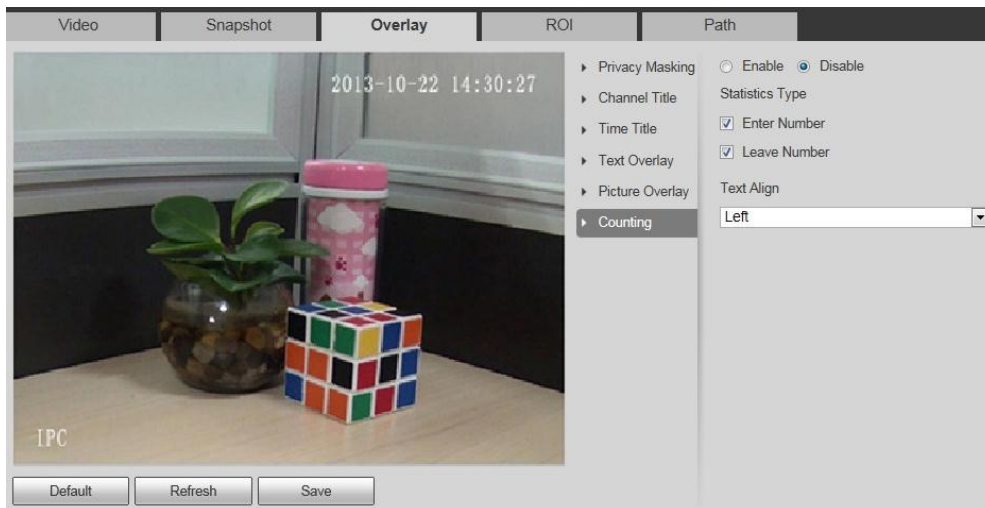 Video
Snapshot
Overlay
ROI
Path
2013-10-22 14:30:27
IPC
Privacy Masking
Channel Title
Time Title
Text Overlay
Picture Overlay
Counting
Enable
Disable
Statistics Type
Enter Number
Leave Number
Text Align
Left
Default
Refresh
Save